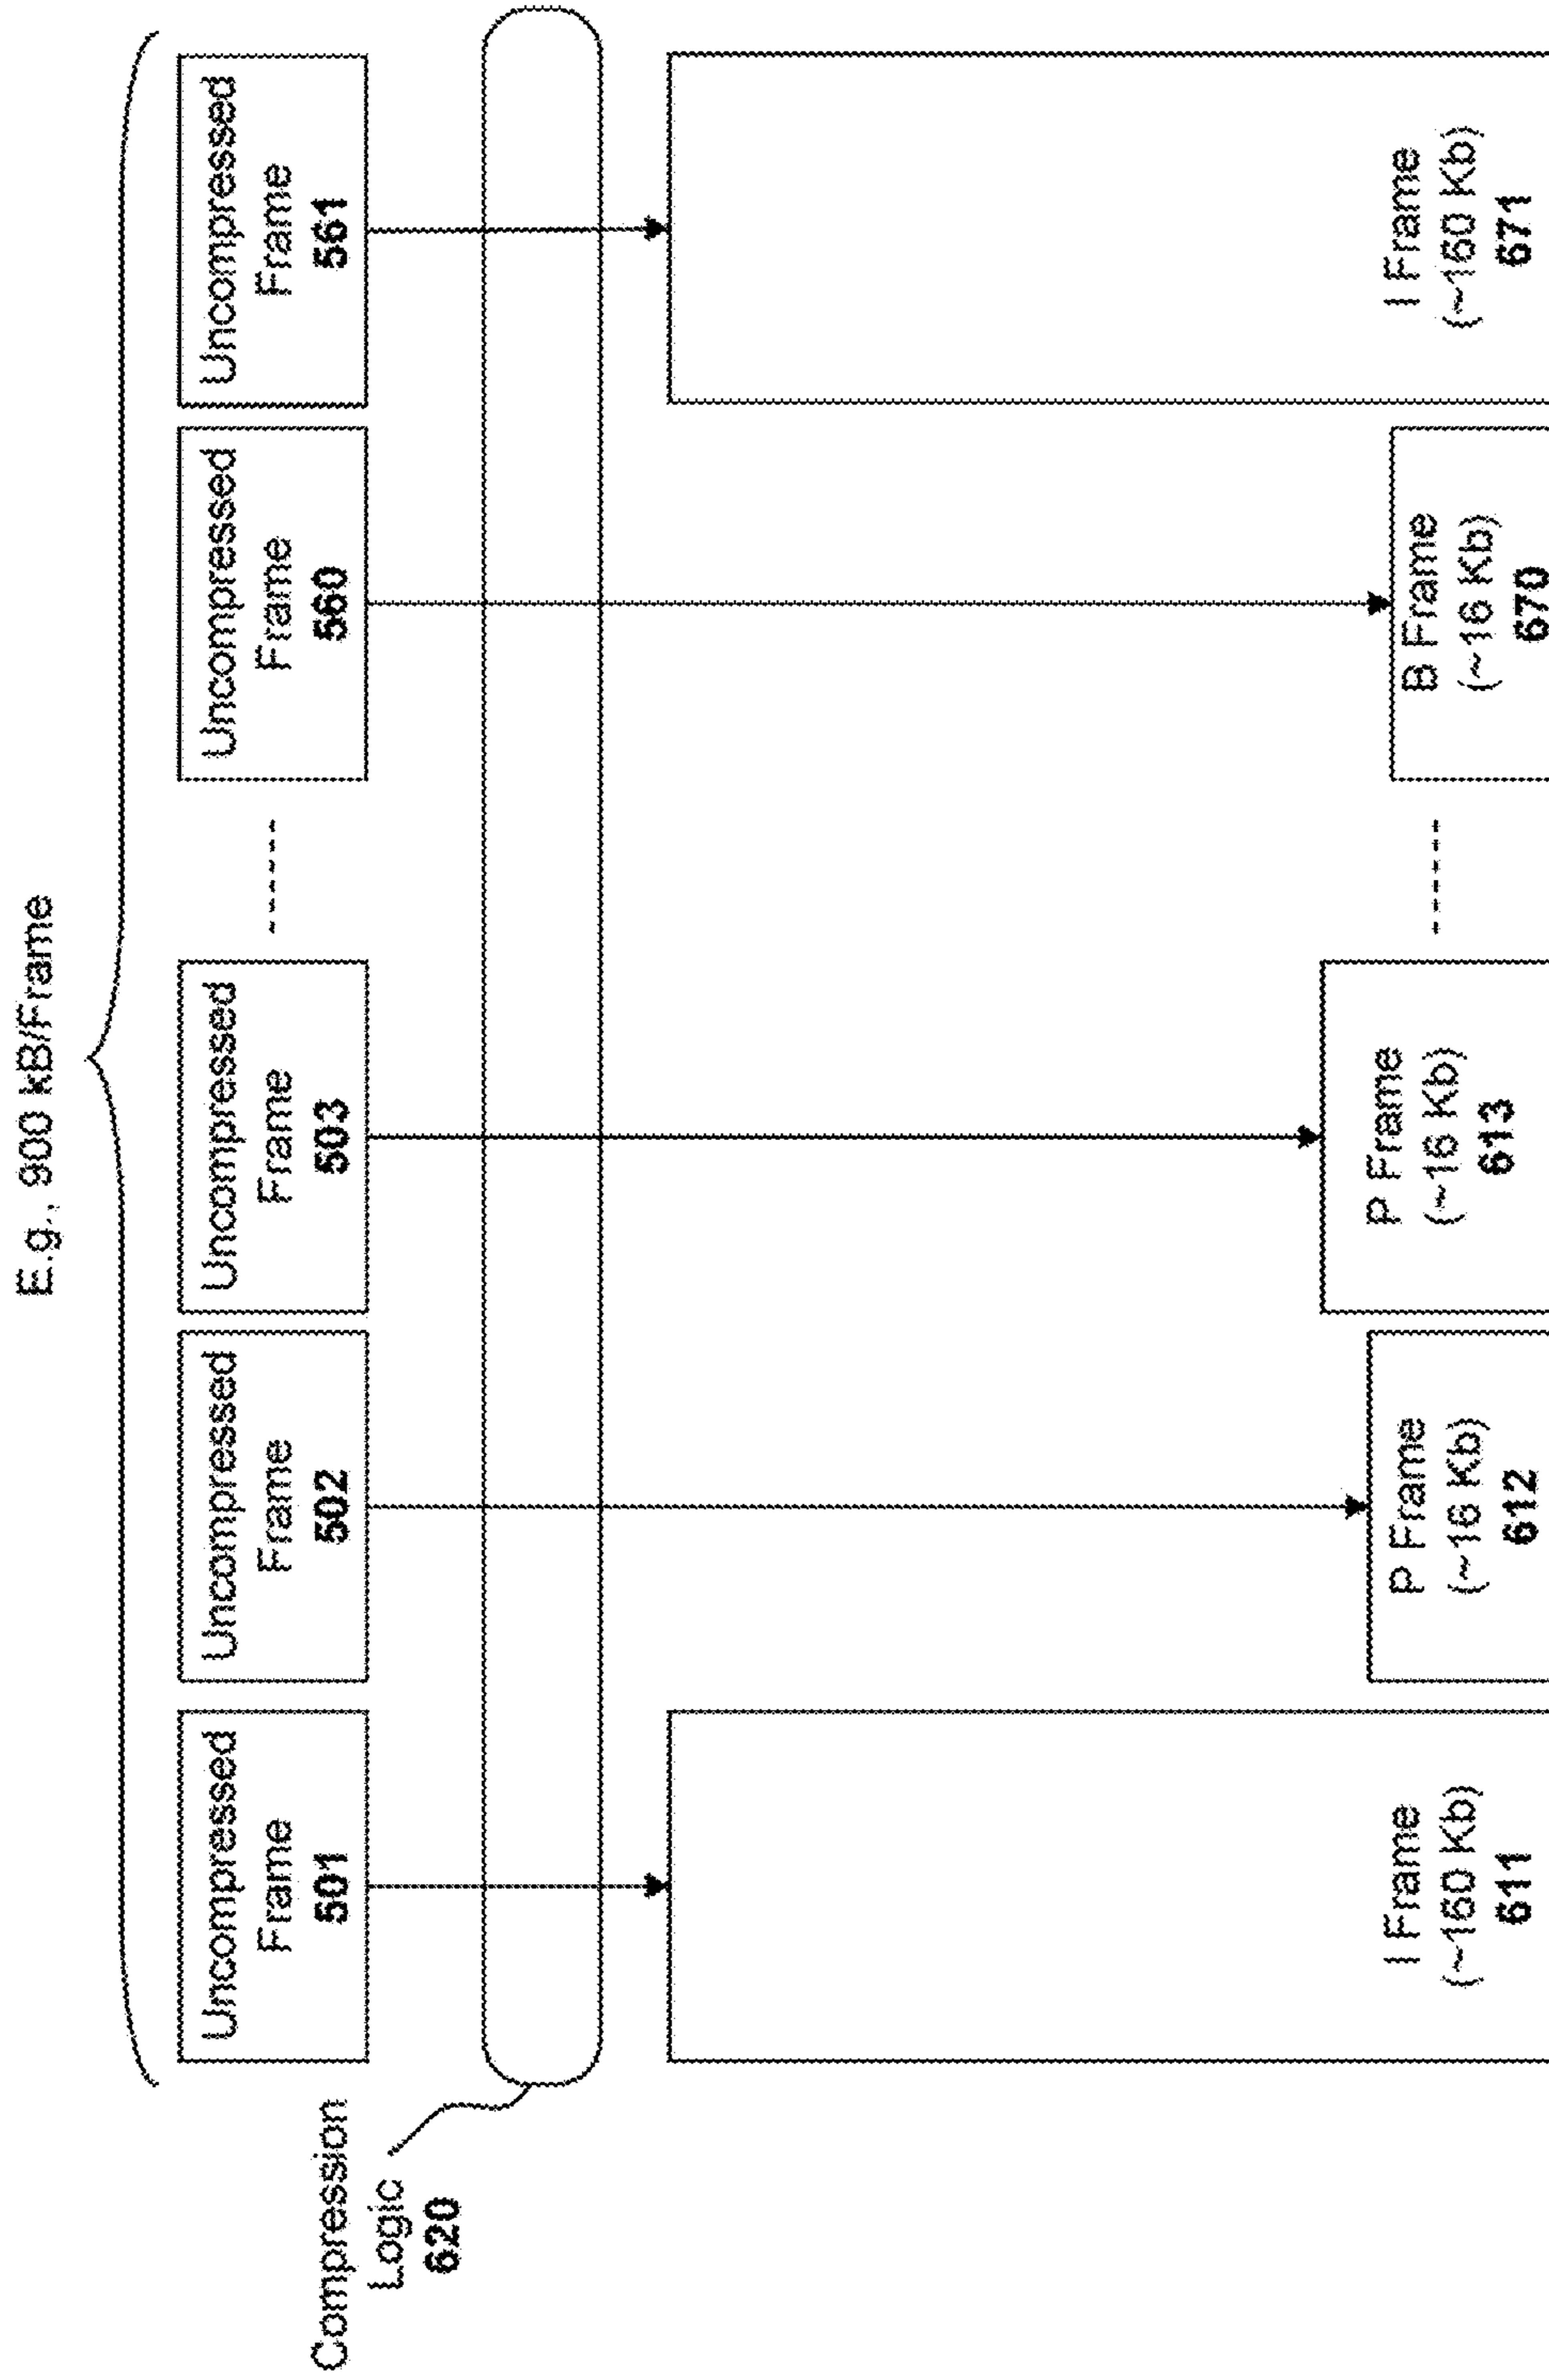 E.g., 900 kB/Frame
Uncompressed
Frame
501
Uncompressed
Frame
502
Uncompressed
Frame
503
Uncompressed
Frame
560
Uncompressed
Frame
561
Compression
Logic
620
I Frame
(~160 Kb)
611
P Frame
(~16 Kb)
612
P Frame
(~16 Kb)
613
B Frame
(~16 Kb)
670
I Frame
(~160 Kb)
671